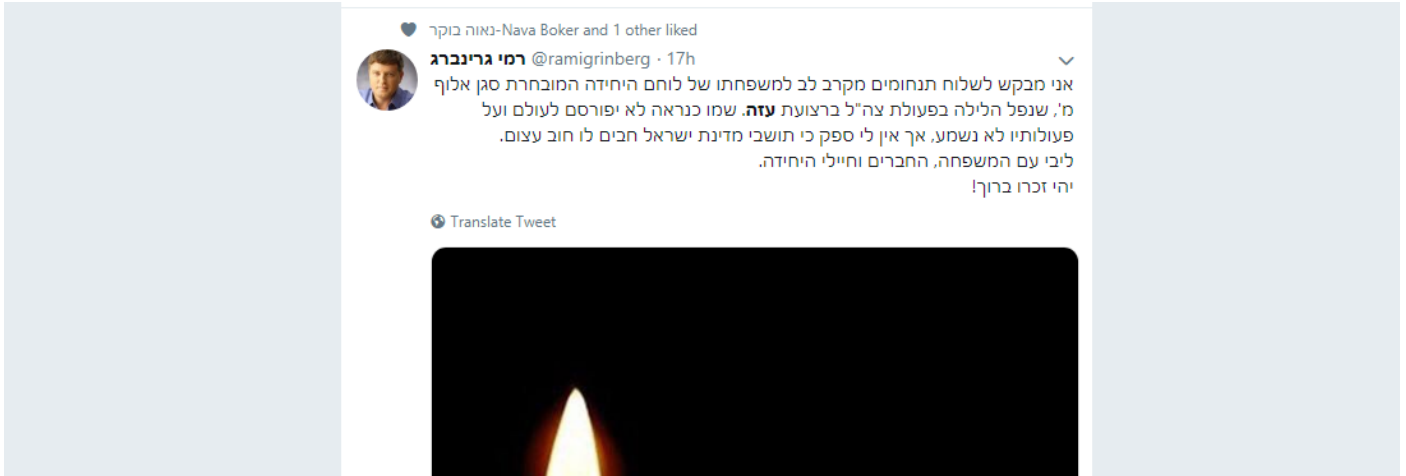 נאוה בוקר-Nava Boker and 1 other liked
רמי גרינברג @ramigrinberg · 17h
אני מבקש לשלוח תנחומים מקרב לב למשפחתו של לוחם היחידה המובחרת סגן אלוף
מ', שנפל הלילה בפעולת צה"ל ברצועת עזה. שמו כנראה לא יפורסם לעולם ועל
פעולותיו לא נשמע, אך אין לי ספק כי תושבי מדינת ישראל חבים לו חוב עצום.
ליבי עם המשפחה, החברים וחיילי היחידה.
יהי זכרו ברוך!
Translate Tweet